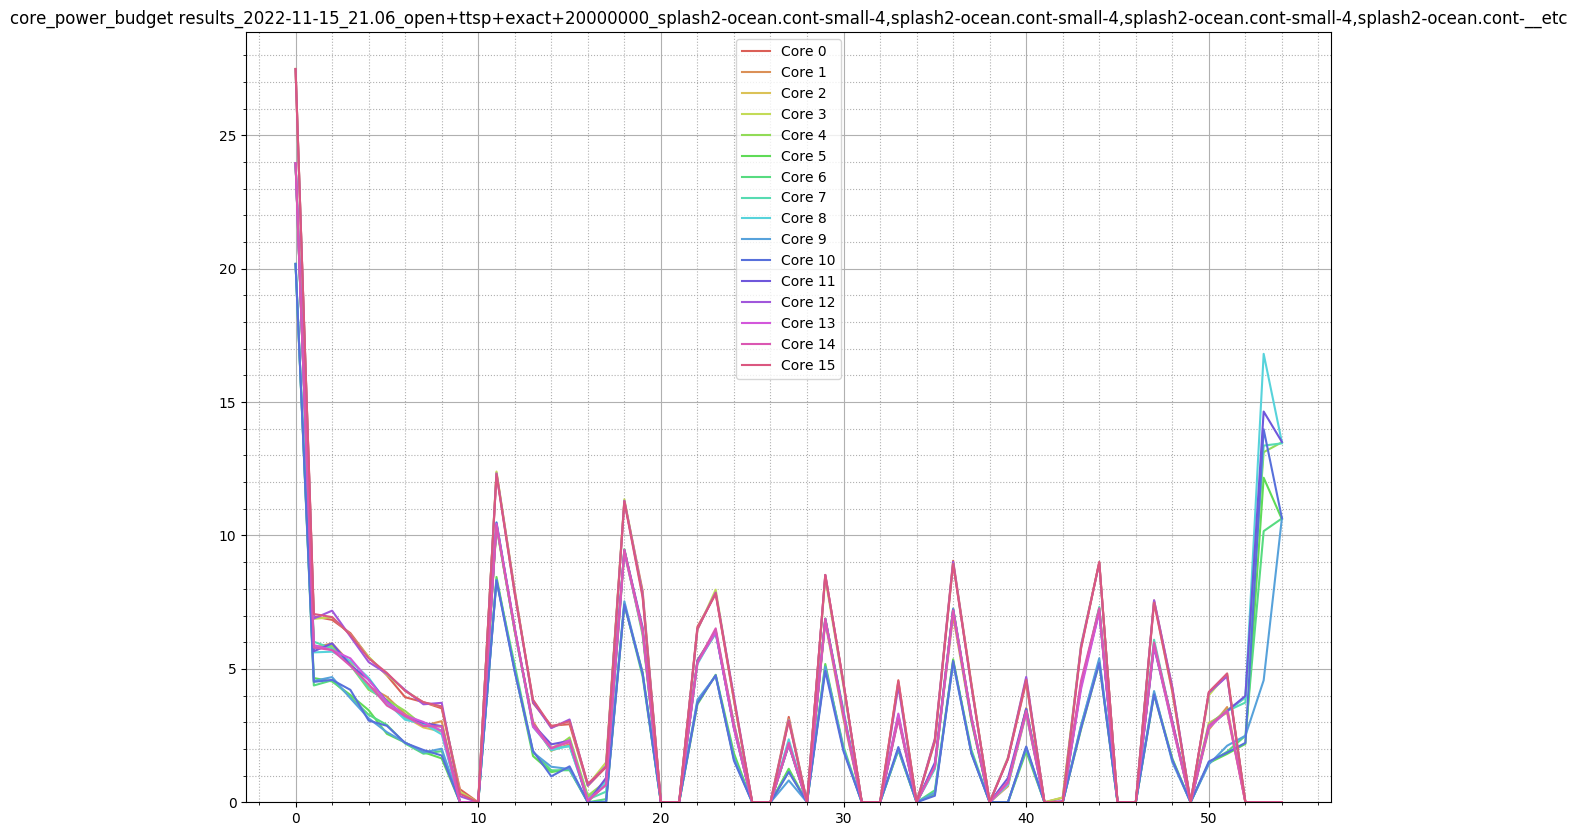 core_power_budget results_2022-11-15_21.06_open+ttsp+exact+20000000_splash2-ocean.cont-small-4,splash2-ocean.cont-small-4,splash2-ocean.cont-small-4,splash2-ocean.cont-__etc
Core 0
Core 1
Core 2
Core 3
Core 4
Core 5
Core 6
Core 7
Core 8
Core 9
Core 10
Core 11
Core 12
Core 13
Core 14
Core 15
25
20
15
10
5
0
0 10 20 30 40 50